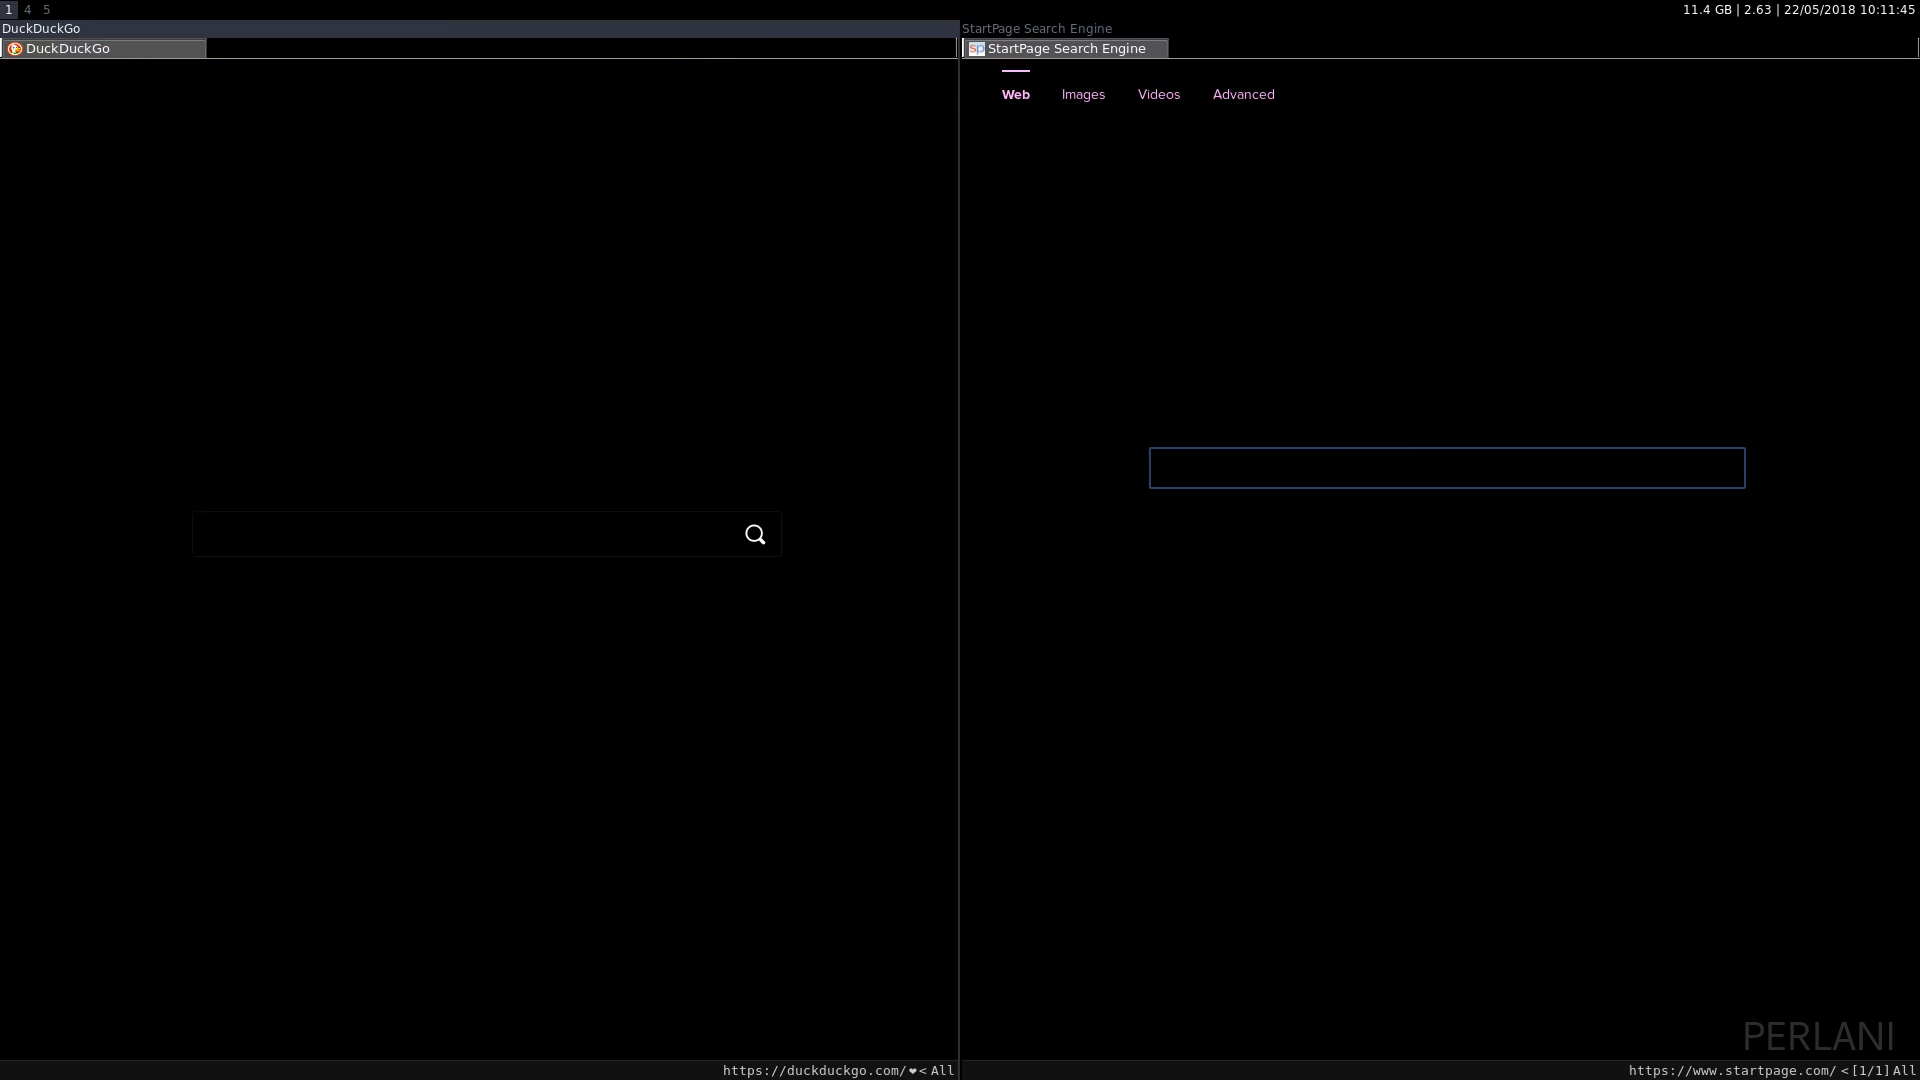 1 4 5
11.4 GB | 2.63 | 22/05/2018 10:11:45
DuckDuckGo
DuckDuckGo
https://duckduckgo.com/❤< All
StartPage Search Engine
sp StartPage Search Engine
Web Images Videos Advanced
PERLANI
https://www.startpage.com/ <[1/1]All